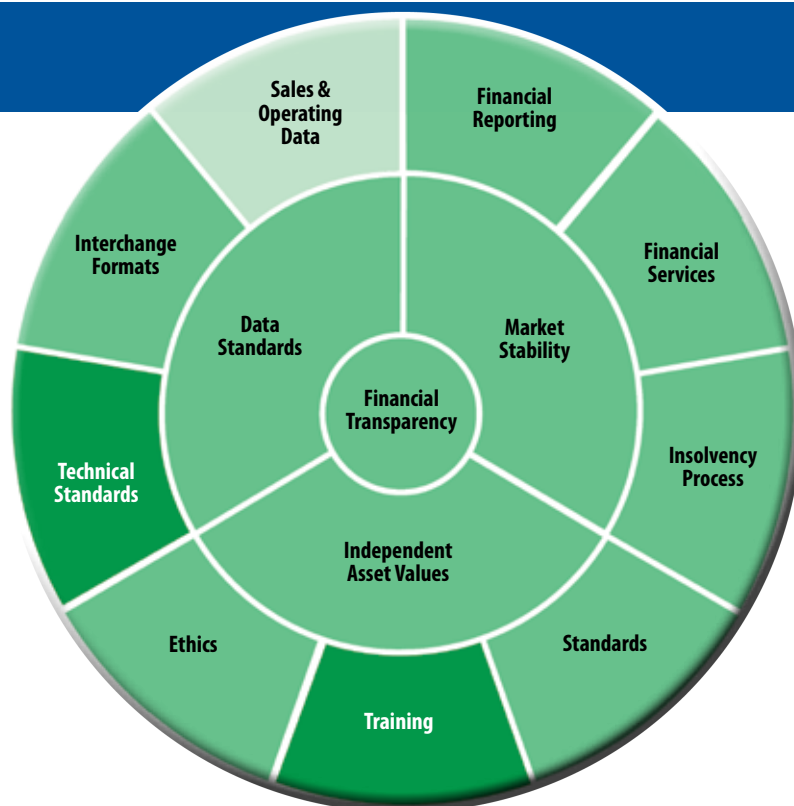 Sales &
Operating
Data
Financial
Reporting
Interchange
Formats
Financial
Services
Data
Standards
Market
Stability
Financial
Transparency
Technical
Standards
Insolvency
Process
Independent
Asset Values
Ethics
Standards
Training